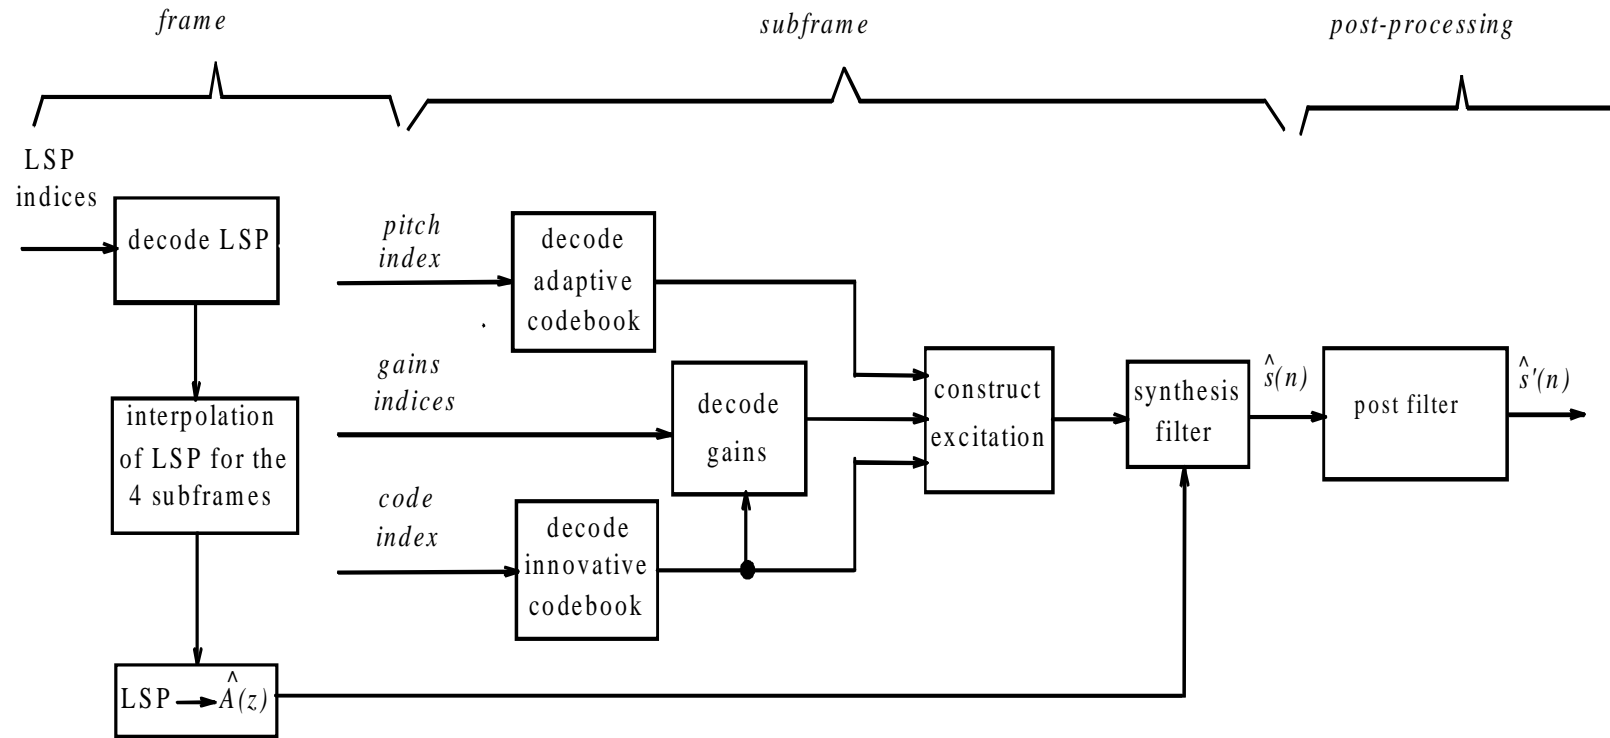 frame
subframe
post-processing
LSP
indices
decode LSP
interpolation
of LSP for the
4 subframes
LSP → Â(z)
pitch
index
decode
adaptive
codebook
gains
indices
decode
gains
code
index
decode
innovative
codebook
construct
excitation
synthesis
filter
ŝ(n)
post filter
ŝ'(n)